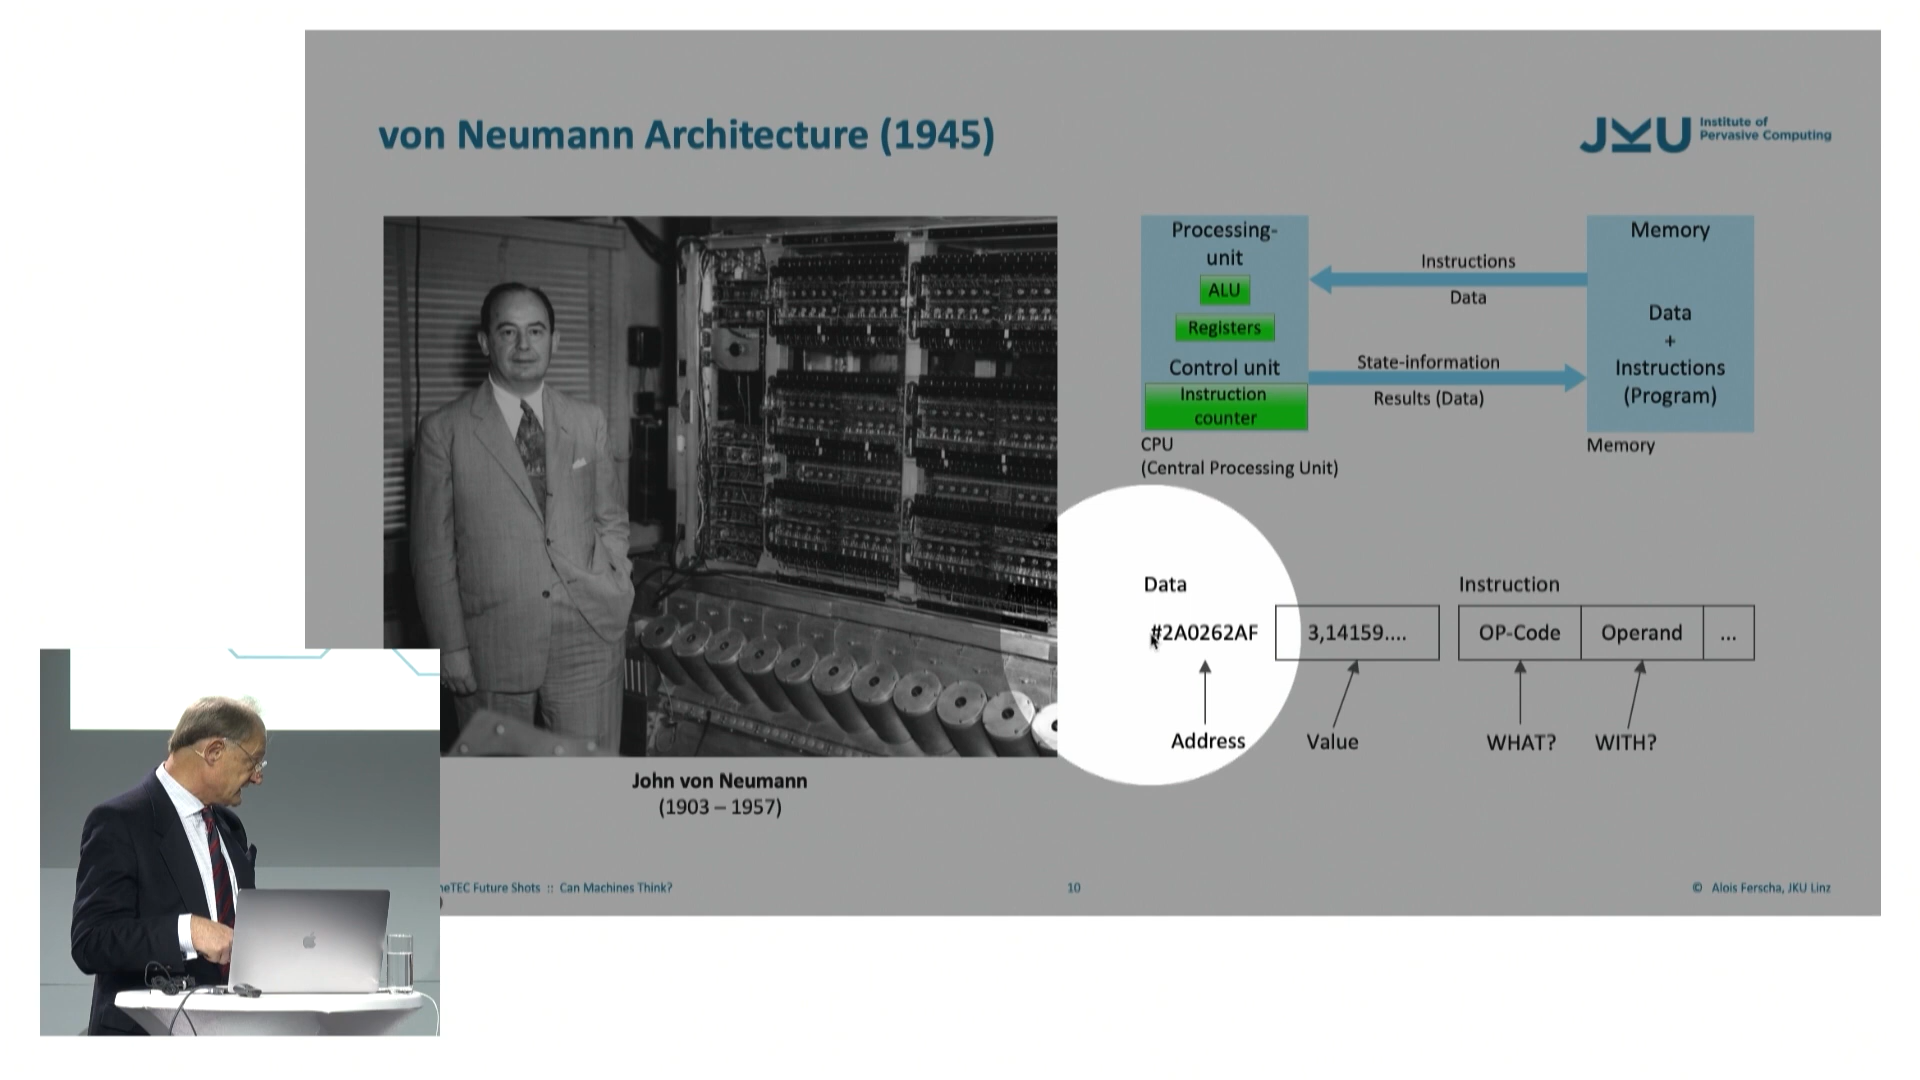 von Neumann Architecture (1945)
JKU Institute of
Pervasive Computing
Processing-
unit
ALU
Registers
Control unit
Instruction
counter
CPU
(Central Processing Unit)
Instructions
Data
State-information
Results (Data)
Memory
Data
+
Instructions
(Program)
Memory
Data
#2A0262AF
3,14159....
Address
Value
Instruction
OP-Code
Operand
...
WHAT?
WITH?
John von Neumann
(1903 – 1957)
Future Shots :: Can Machines Think?
10
© Alois Ferscha, JKU Linz